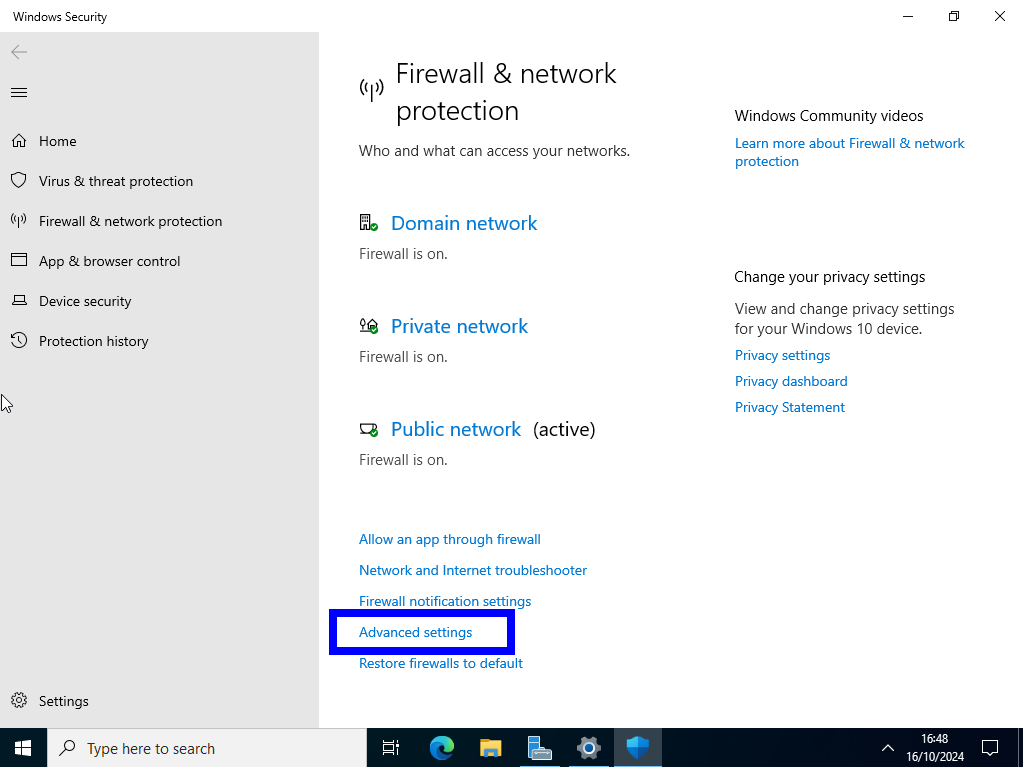 Windows Security
Home
Virus & threat protection
Firewall & network protection
App & browser control
Device security
Protection history
Settings
Firewall & network
protection
Who and what can access your networks.
Domain network
Firewall is on.
Private network
Firewall is on.
Public network (active)
Firewall is on.
Allow an app through firewall
Network and Internet troubleshooter
Firewall notification settings
Advanced settings
Restore firewalls to default
Windows Community videos
Learn more about Firewall & network
protection
Change your privacy settings
View and change privacy settings
for your Windows 10 device.
Privacy settings
Privacy dashboard
Privacy Statement
Type here to search
16:48
16/10/2024